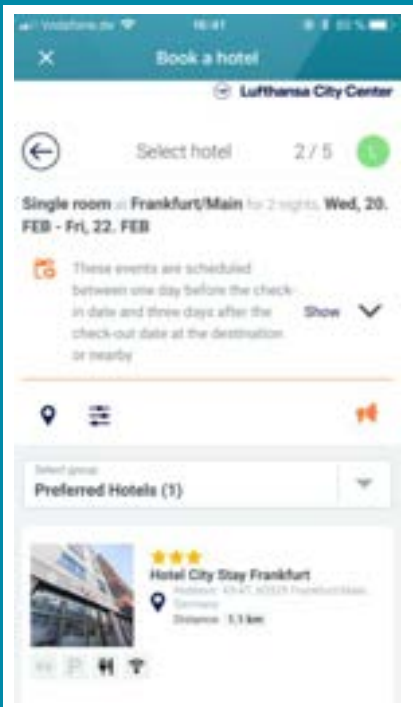 Vodafone.de 16:41 85 %
Book a hotel
Lufthansa City Center
Select hotel 2 / 5 L
Single room in Frankfurt/Main for 2 nights, Wed, 20.
FEB - Fri, 22. FEB
These events are scheduled
between one day before the check-
in date and three days after the
check-out date at the destination
or nearby
Show
Select group
Preferred Hotels (1)
Hotel City Stay Frankfurt
Germany
Distance: 1,1 km